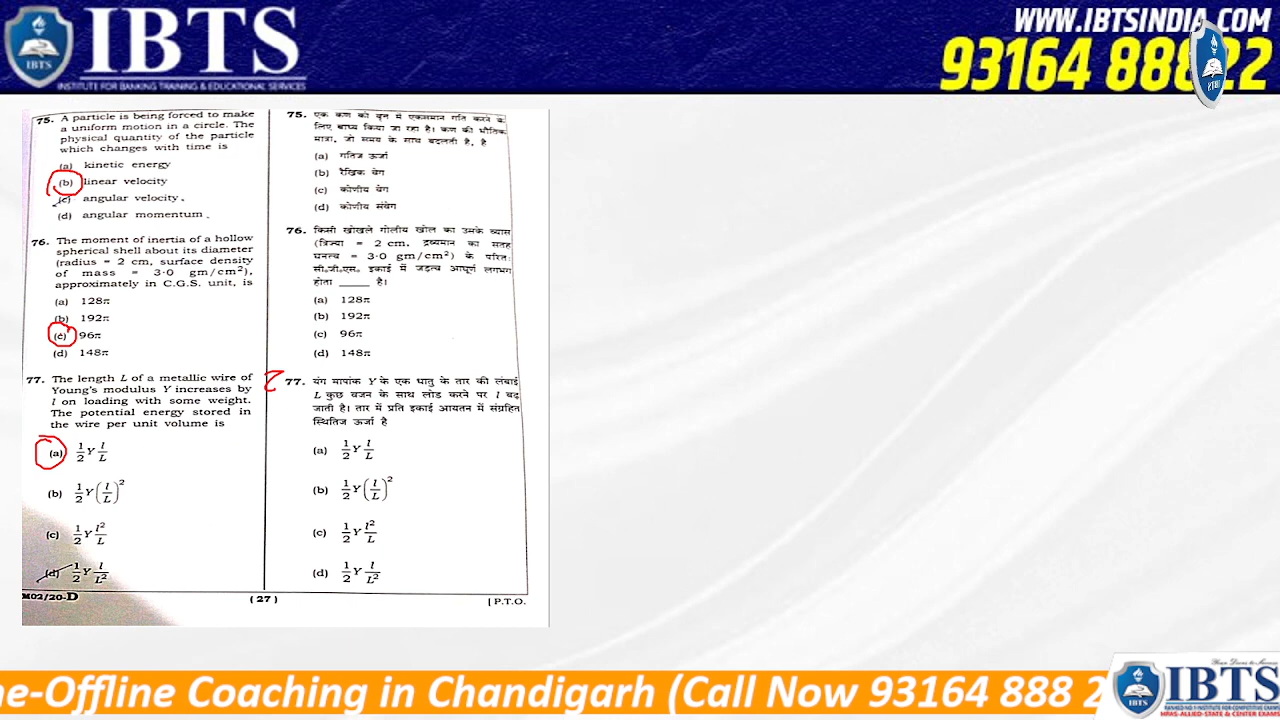 IBTS
INSTITUTE FOR BANKING TRAINING & EDUCATIONAL SERVICES
IBTS
WWW.IBTSINDIA.COM
93164 88822
75. A particle is being forced to make
a uniform motion in a circle. The
physical quantity of the particle
which changes with time is
(a) kinetic energy
(b) linear velocity
(c) angular velocity
(d) angular momentum
76. The moment of inertia of a hollow
spherical shell about its diameter
(radius = 2 cm, surface density
of mass = 3·0 gm/cm²),
approximately in C.G.S. unit, is
(a) 128π
(b) 192π
(c) 96π
(d) 148π
77. The length L of a metallic wire of
Young's modulus Y increases by
l on loading with some weight.
The potential energy stored in
the wire per unit volume is
(a) 1/2 Y l/L
(b) 1/2 Y (l/L)²
(c) 1/2 Y l²/L
(d) 1/2 Y l/L²
75. एक कण को वृत्त में एकसमान गति करने के
लिए बाध्य किया जा रहा है। कण की भौतिक
मात्रा, जो समय के साथ बदलती है, है
(a) गतिज ऊर्जा
(b) रैखिक वेग
(c) कोणीय वेग
(d) कोणीय संवेग
76. किसी खोखले गोलीय खोल का उसके व्यास
(त्रिज्या = 2 cm, द्रव्यमान का सतह
घनत्व = 3·0 gm/cm²) के परितः
सी०जी०एस० इकाई में जड़त्व आघूर्ण लगभग
होता _____ है।
(a) 128π
(b) 192π
(c) 96π
(d) 148π
77. यंग मापांक Y के एक धातु के तार की लंबाई
L कुछ वजन के साथ लोड करने पर l बढ़
जाती है। तार में प्रति इकाई आयतन में संग्रहित
स्थितिज ऊर्जा है
(a) 1/2 Y l/L
(b) 1/2 Y (l/L)²
(c) 1/2 Y l²/L
(d) 1/2 Y l/L²
M02/20-D
(27)
[P.T.O.
ne-Offline Coaching in Chandigarh (Call Now 93164 888 2
IBTS
IBTS